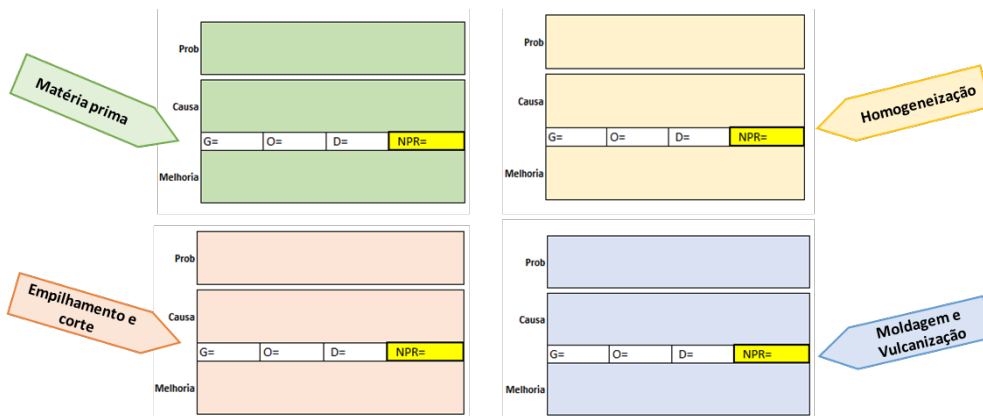 Matéria prima
Prob
Causa
G= O= D= NPR=
Melhoria
Homogeneização
Prob
Causa
G= O= D= NPR=
Melhoria
Empilhamento e
corte
Prob
Causa
G= O= D= NPR=
Melhoria
Moldagem e
Vulcanização
Prob
Causa
G= O= D= NPR=
Melhoria